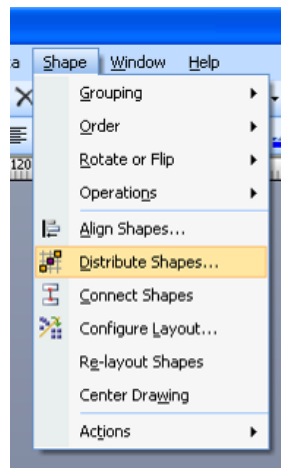 a Shape Window Help
Grouping
Order
120
Rotate or Flip
Operations
Align Shapes...
Distribute Shapes...
Connect Shapes
Configure Layout...
Re-layout Shapes
Center Drawing
Actions